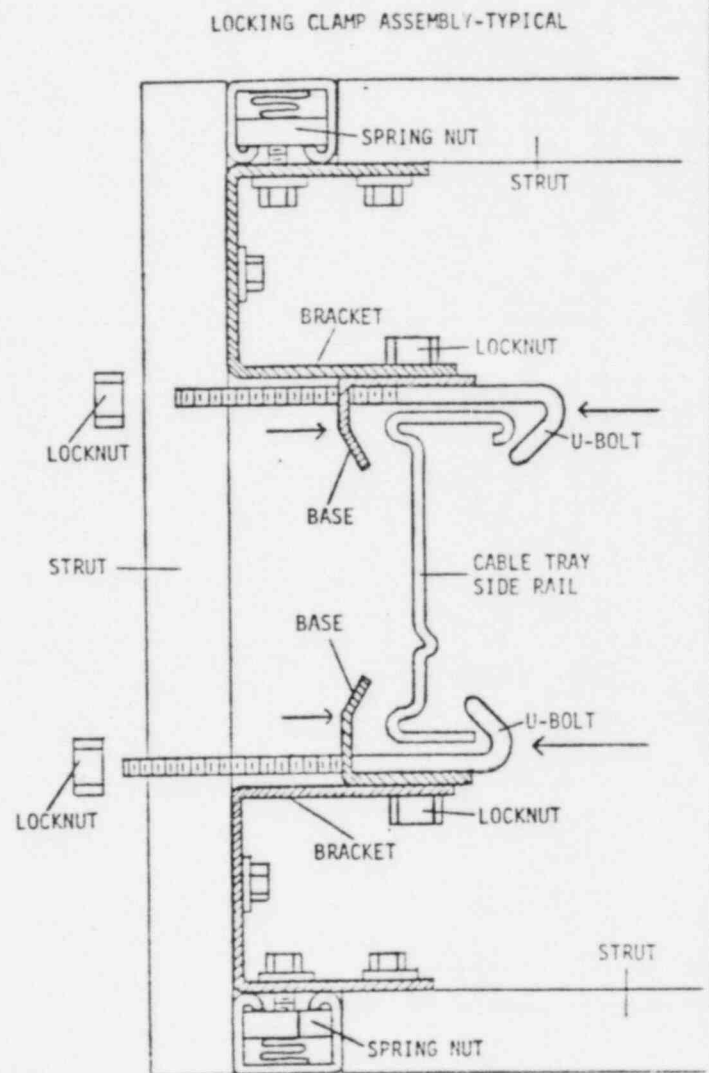 LOCKING CLAMP ASSEMBLY-TYPICAL
SPRING NUT
STRUT
BRACKET
LOCKNUT
LOCKNUT
U-BOLT
BASE
STRUT
CABLE TRAY
SIDE RAIL
BASE
U-BOLT
LOCKNUT
LOCKNUT
BRACKET
STRUT
SPRING NUT